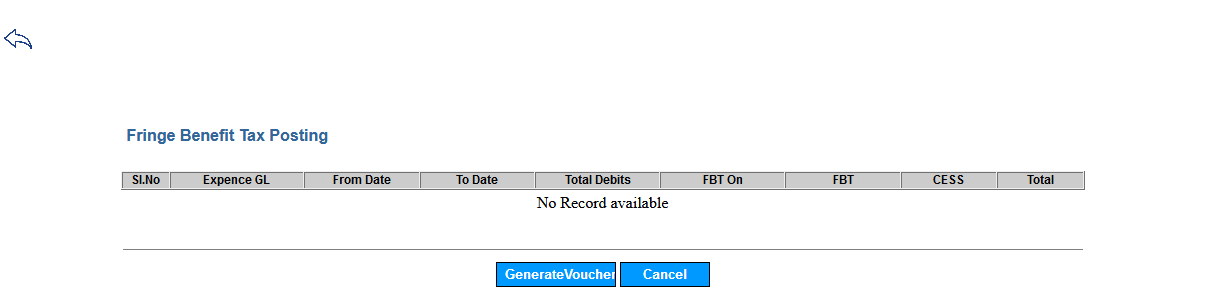 Fringe Benefit Tax Posting
Sl.No Expence GL From Date To Date Total Debits FBT On FBT CESS Total
No Record available
GenerateVoucher Cancel